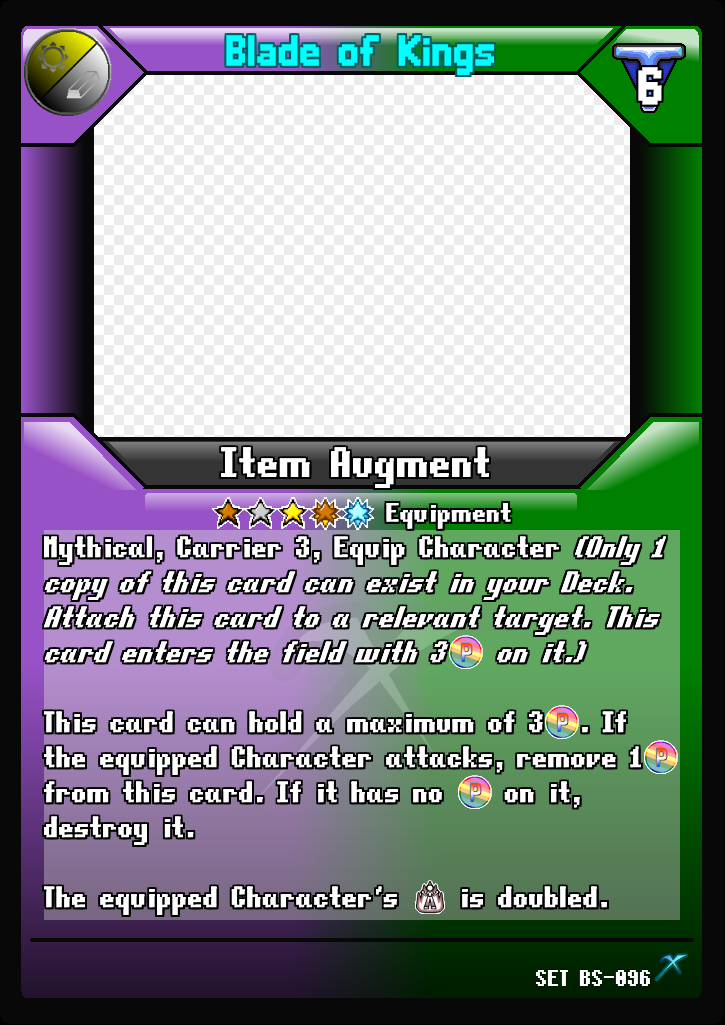 Blade of Kings
6
Item Augment
Equipment
Mythical, Carrier 3, Equip Character (Only 1
copy of this card can exist in your Deck.
Attach this card to a relevant target. This
card enters the field with 3 P on it.)
This card can hold a maximum of 3 P. If
the equipped Character attacks, remove 1 P
from this card. If it has no P on it,
destroy it.
The equipped Character's A is doubled.
SET BS-096